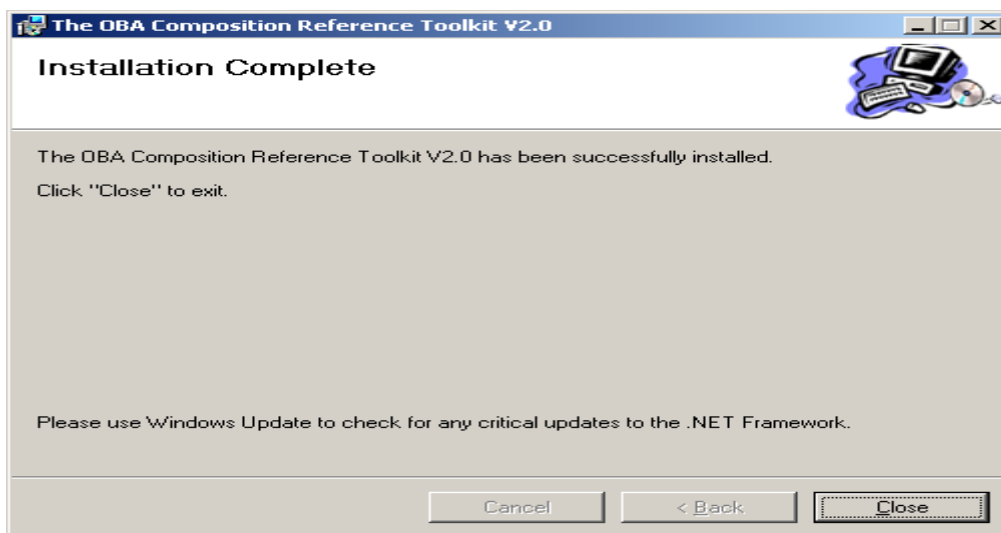 The OBA Composition Reference Toolkit V2.0
Installation Complete
The OBA Composition Reference Toolkit V2.0 has been successfully installed.
Click "Close" to exit.
Please use Windows Update to check for any critical updates to the .NET Framework.
Cancel
< Back
Close